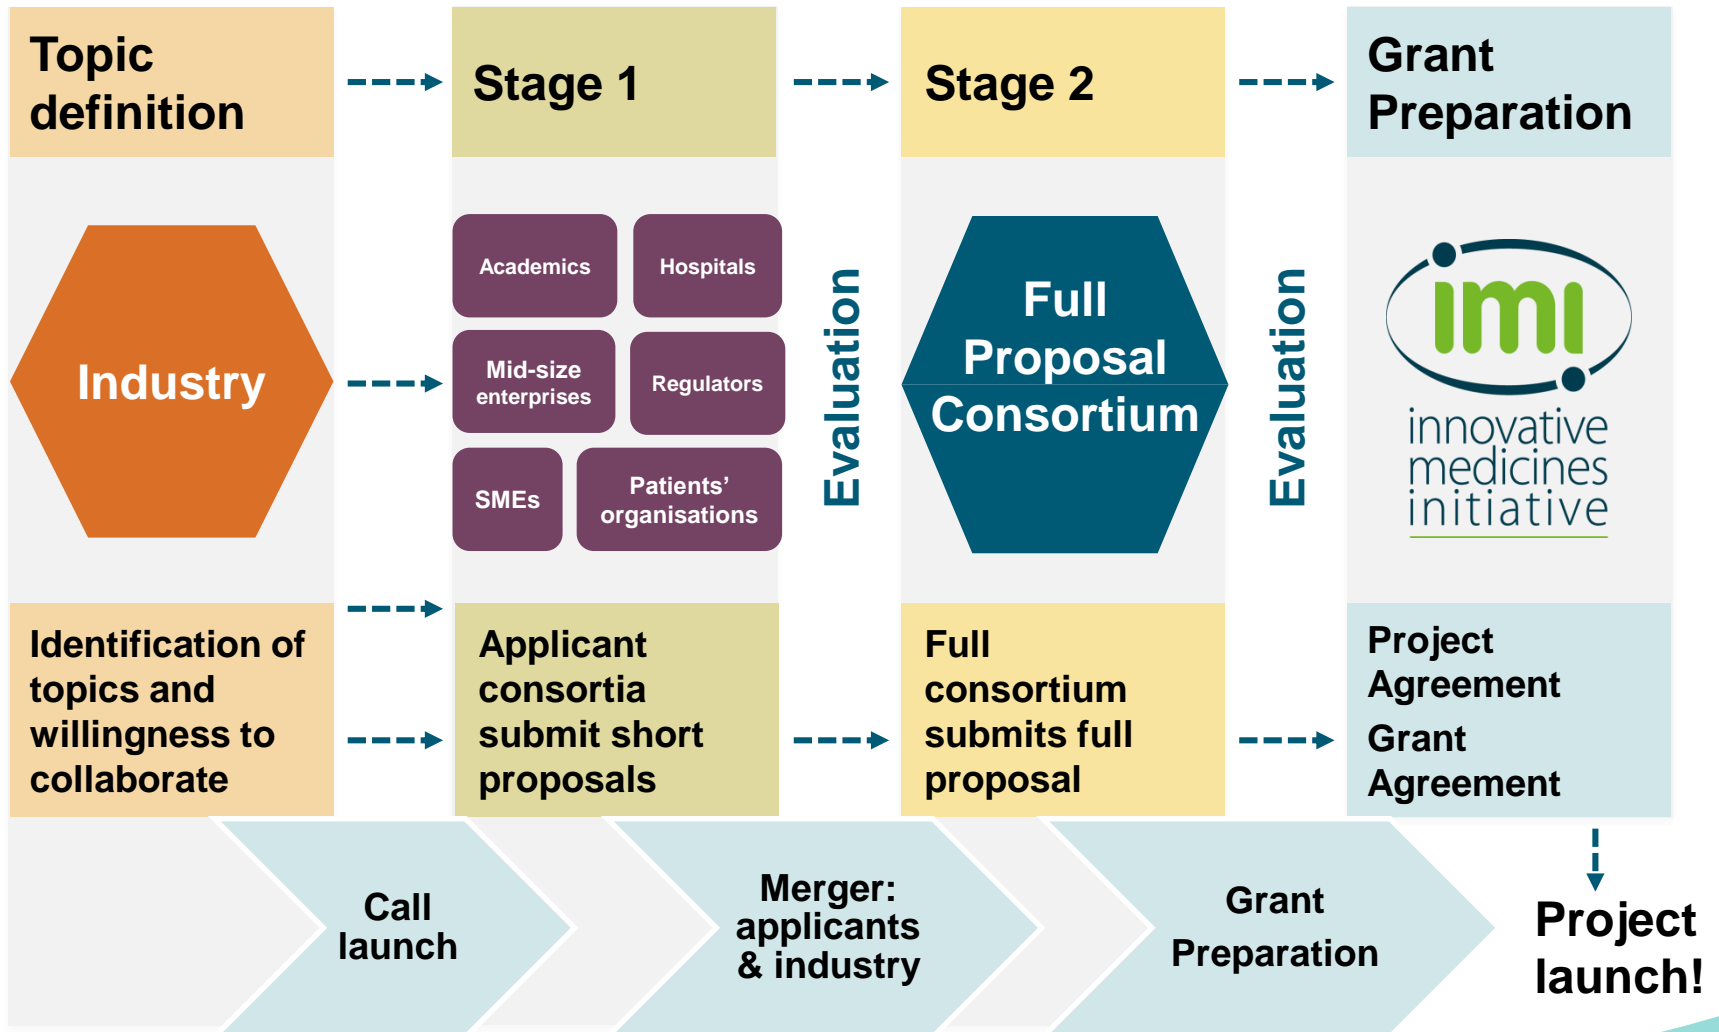 Topic
definition
Stage 1
Stage 2
Grant
Preparation
Industry
Academics
Hospitals
Mid-size
enterprises
Regulators
SMEs
Patients’
organisations
Evaluation
Full
Proposal
Consortium
Evaluation
imi
innovative
medicines
initiative
Identification of
topics and
willingness to
collaborate
Applicant
consortia
submit short
proposals
Full
consortium
submits full
proposal
Project
Agreement
Grant
Agreement
Call
launch
Merger:
applicants
& industry
Grant
Preparation
Project
launch!